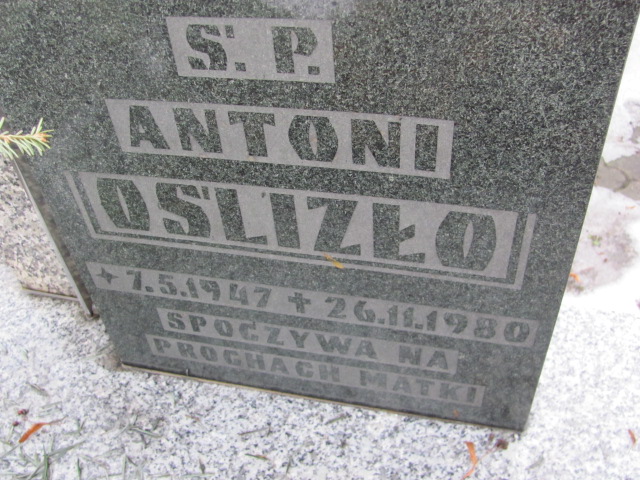 Ś. P.
ANTONI
OŚLIZŁO
+ 7.5.1947 + 26.11.1980
SPOCZYWA NA
PROCHACH MATKI